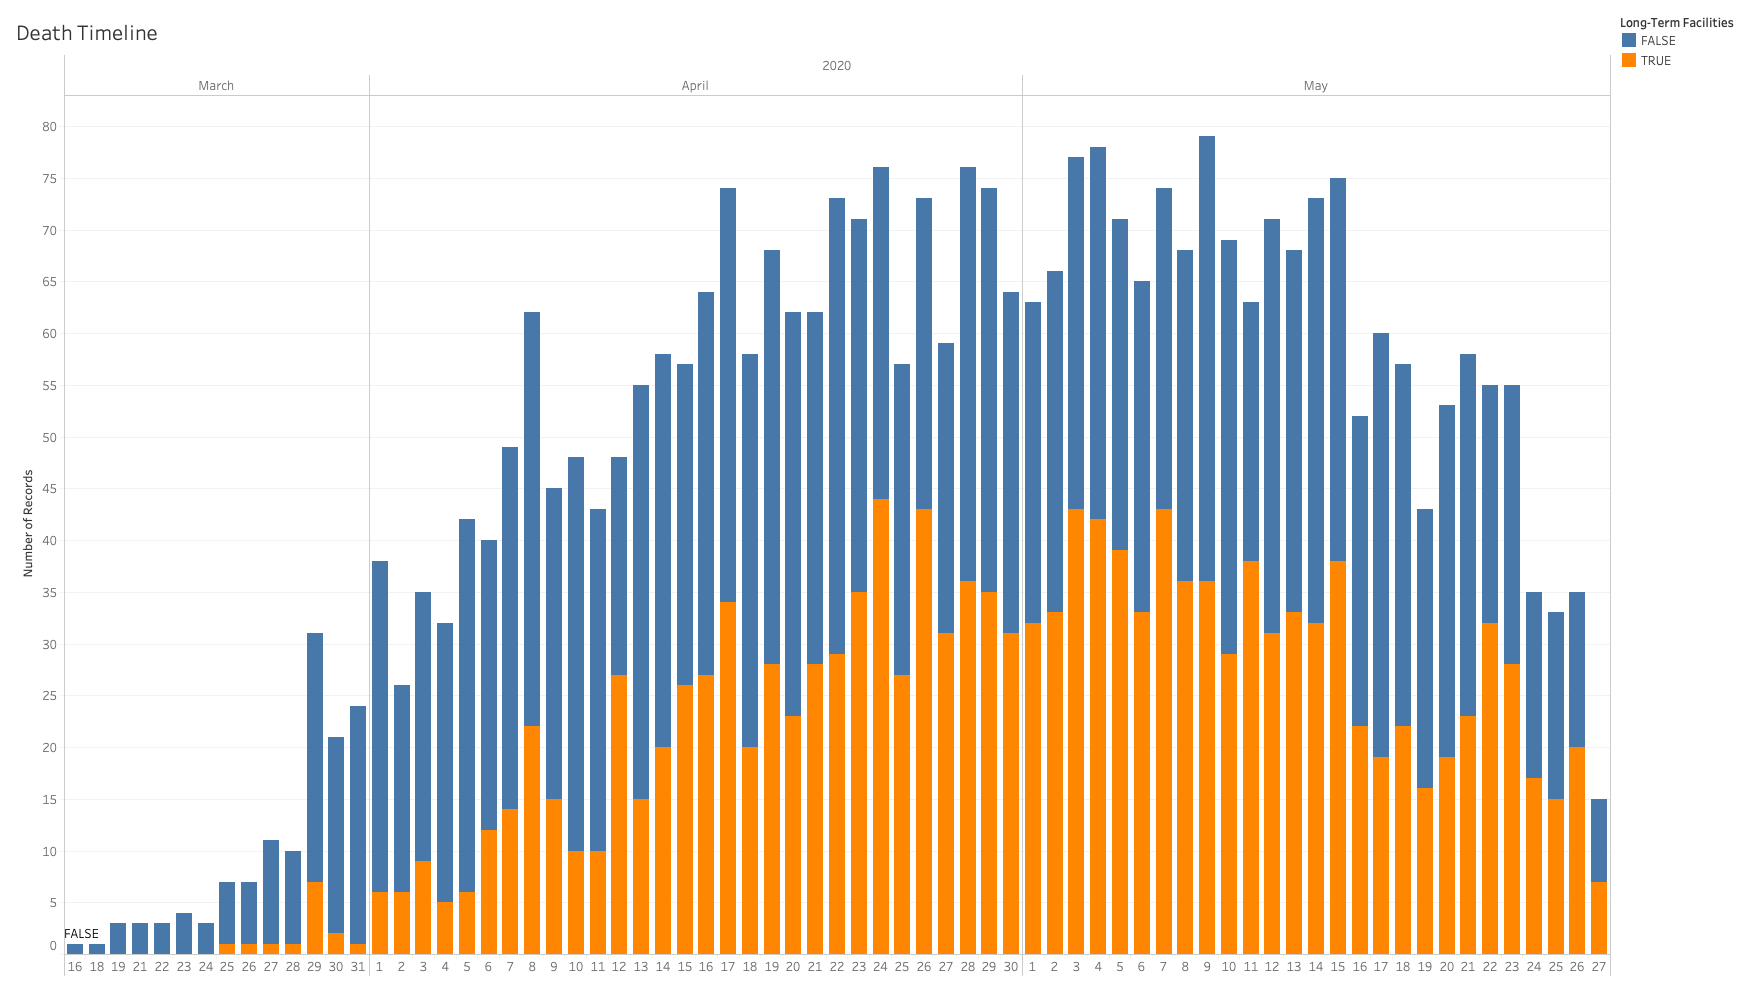 Death Timeline
Long-Term Facilities
FALSE
TRUE
2020
March April May
80
75
70
65
60
55
50
45
40
35
30
25
20
15
10
5
0
Number of Records
FALSE
16 18 19 21 22 23 24 25 26 27 28 29 30 31 1 2 3 4 5 6 7 8 9 10 11 12 13 14 15 16 17 18 19 20 21 22 23 24 25 26 27 28 29 30 1 2 3 4 5 6 7 8 9 10 11 12 13 14 15 16 17 18 19 20 21 22 23 24 25 26 27